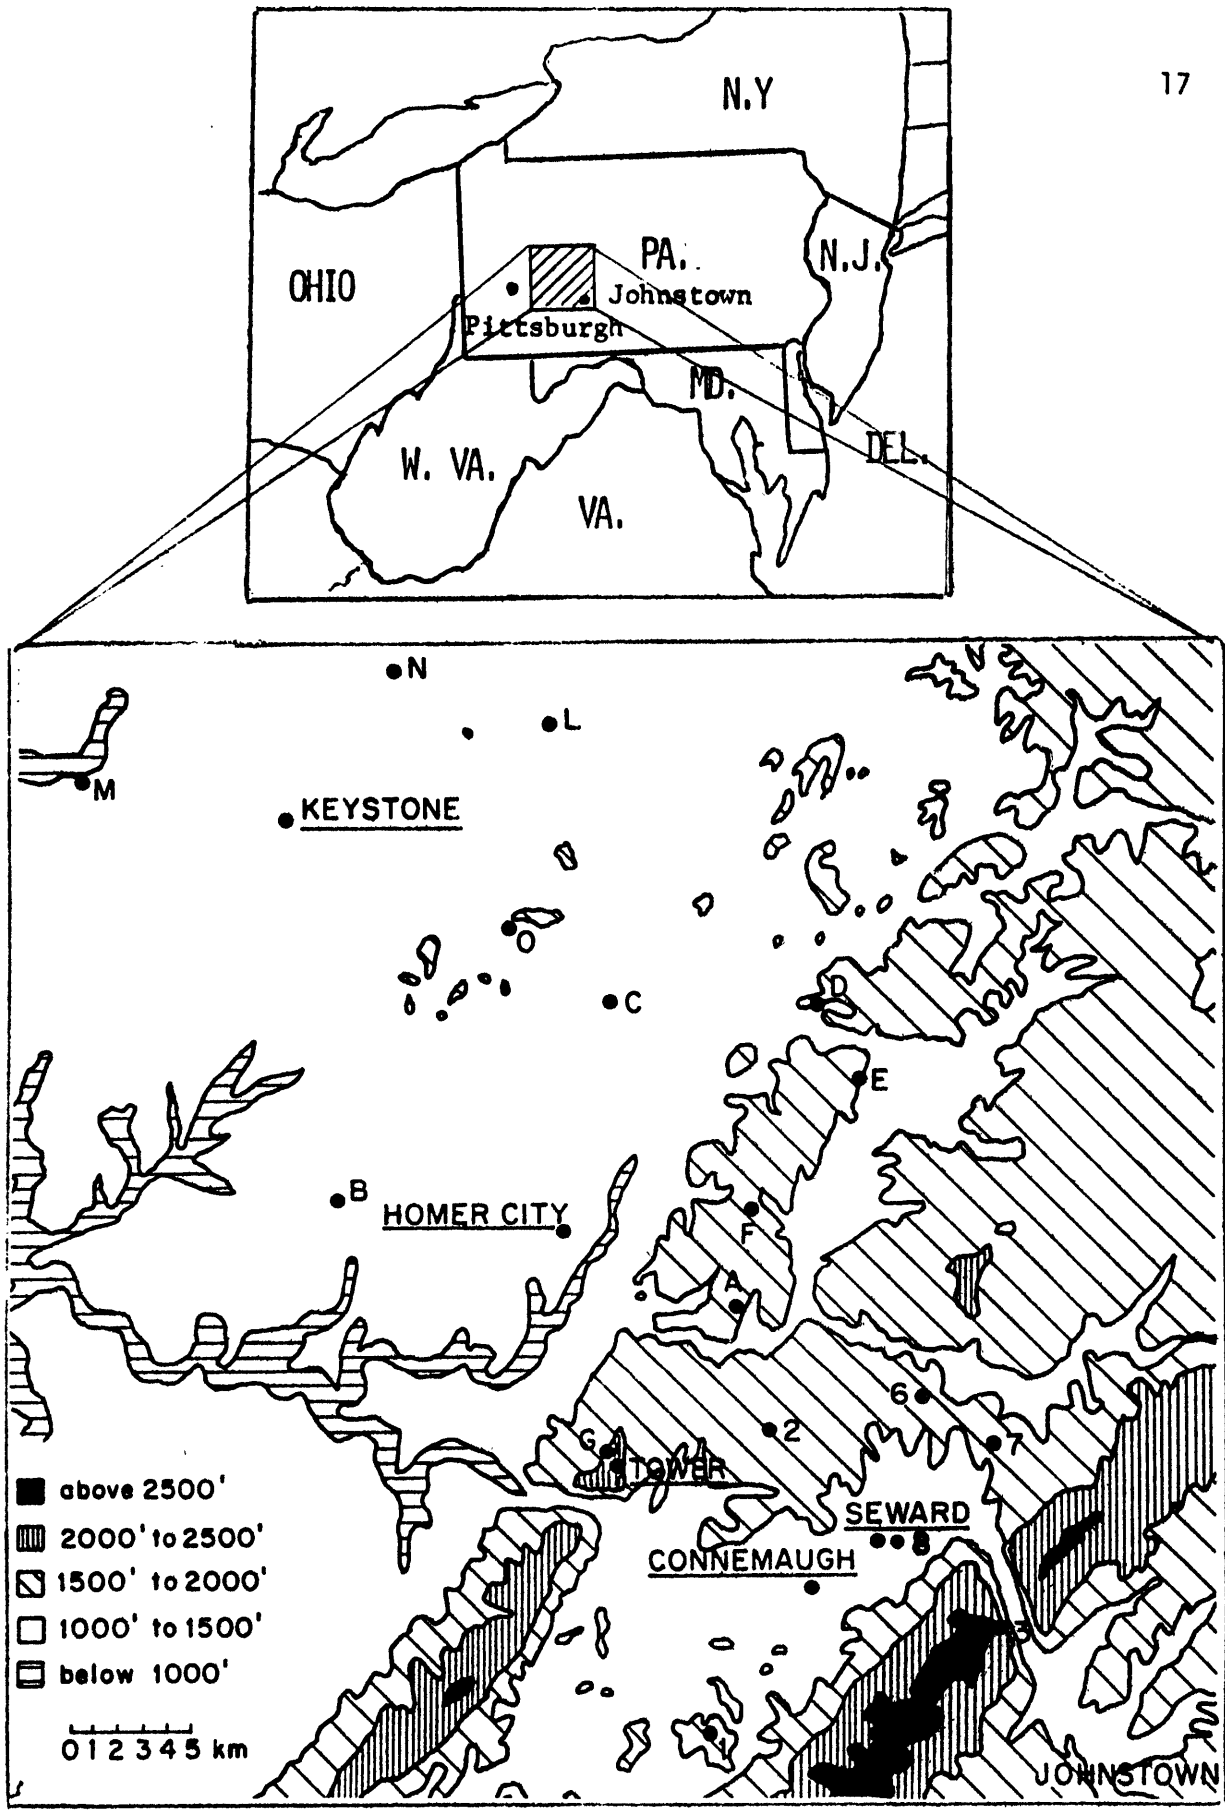 17
N.Y
OHIO
PA.
N.J.
Johnstown
Pittsburgh
MD.
W. VA.
DEL.
VA.
N
L
M
KEYSTONE
O
C
D
E
B
HOMER CITY
F
A
6
2
7
G
TOWER
SEWARD
8
CONNEMAUGH
3
1
above 2500'
2000' to 2500'
1500' to 2000'
1000' to 1500'
below 1000'
0 1 2 3 4 5 km
JOHNSTOWN